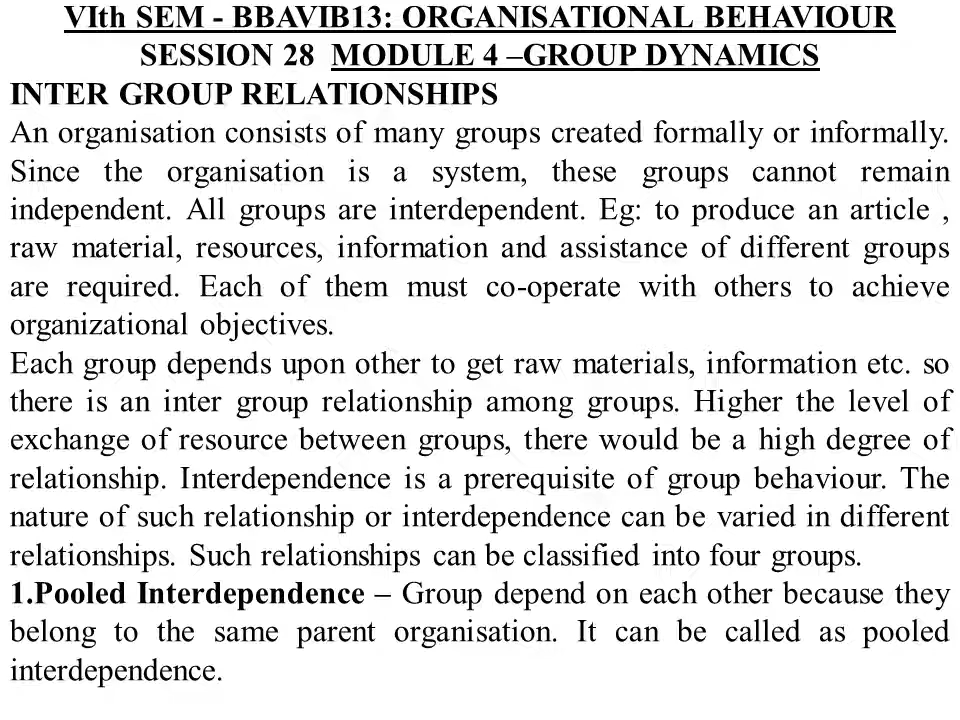 VIth SEM - BBAVIB13: ORGANISATIONAL BEHAVIOUR
SESSION 28 MODULE 4 –GROUP DYNAMICS
INTER GROUP RELATIONSHIPS
An organisation consists of many groups created formally or informally.
Since the organisation is a system, these groups cannot remain
independent. All groups are interdependent. Eg: to produce an article ,
raw material, resources, information and assistance of different groups
are required. Each of them must co-operate with others to achieve
organizational objectives.
Each group depends upon other to get raw materials, information etc. so
there is an inter group relationship among groups. Higher the level of
exchange of resource between groups, there would be a high degree of
relationship. Interdependence is a prerequisite of group behaviour. The
nature of such relationship or interdependence can be varied in different
relationships. Such relationships can be classified into four groups.
1.Pooled Interdependence – Group depend on each other because they
belong to the same parent organisation. It can be called as pooled
interdependence.